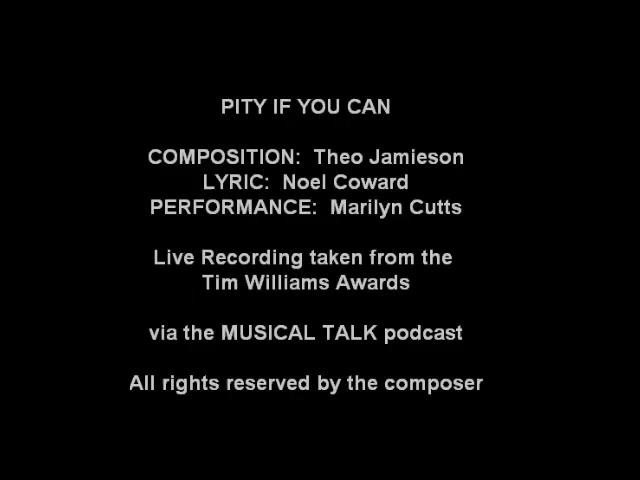 PITY IF YOU CAN
COMPOSITION: Theo Jamieson
LYRIC: Noel Coward
PERFORMANCE: Marilyn Cutts
Live Recording taken from the
Tim Williams Awards
via the MUSICAL TALK podcast
All rights reserved by the composer